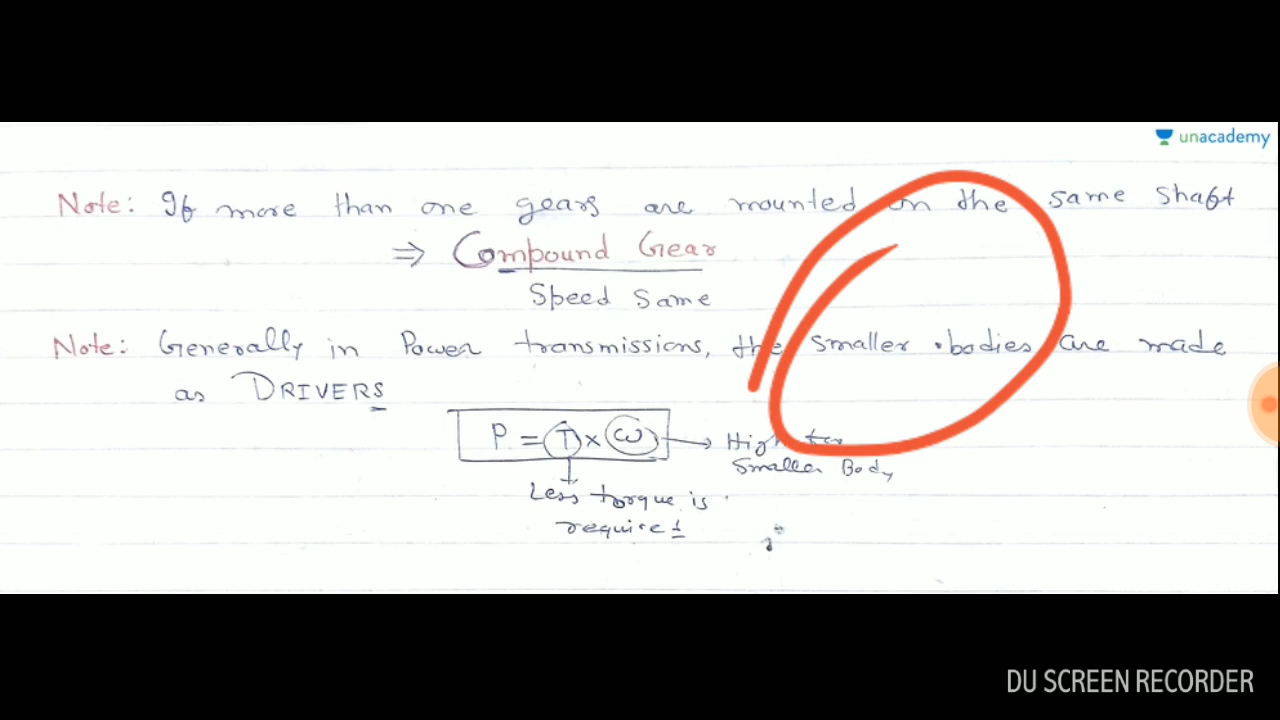 unacademy
Note: If more than one gears are mounted on the same shaft
⇒ Compound Gear
Speed Same
Note: Generally in Power transmissions, the smaller bodies are made
as DRIVERS
P = T × ω → High for
Smaller Body
Less torque is
required
DU SCREEN RECORDER